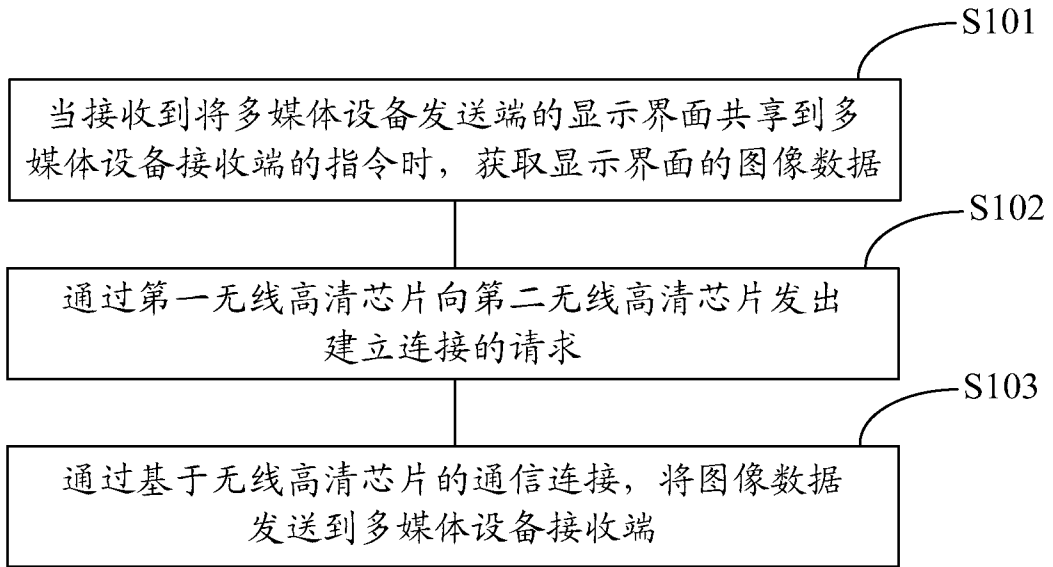 S101
当接收到将多媒体设备发送端的显示界面共享到多
媒体设备接收端的指令时，获取显示界面的图像数据
S102
通过第一无线高清芯片向第二无线高清芯片发出
建立连接的请求
S103
通过基于无线高清芯片的通信连接，将图像数据
发送到多媒体设备接收端